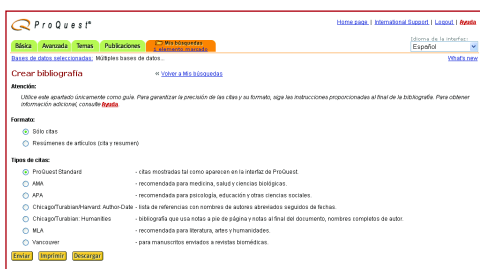 ProQuest®
Home page | International Support | Logout | Ayuda
Idioma de la interfaz:
Español
Básica Avanzada Temas Publicaciones Mis búsquedas
1 elemento marcado
Bases de datos seleccionadas: Múltiples bases de datos...
What's new
Crear bibliografía
« Volver a Mis búsquedas
Atención:
Utilice este apartado únicamente como guía. Para garantizar la precisión de las citas y su formato, siga las instrucciones proporcionadas al final de la bibliografía. Para obtener
información adicional, consulte Ayuda.
Formato:
Sólo citas
Resúmenes de artículos (cita y resumen)
Tipos de citas:
ProQuest Standard - citas mostradas tal como aparecen en la interfaz de ProQuest.
AMA - recomendada para medicina, salud y ciencias biológicas.
APA - recomendada para psicología, educación y otras ciencias sociales.
Chicago/Turabian/Harvard: Author-Date - lista de referencias con nombres de autores abreviados seguidos de fechas.
Chicago/Turabian: Humanities - bibliografía que usa notas a pie de página y notas al final del documento, nombres completos de autor.
MLA - recomendada para literatura, artes y humanidades.
Vancouver - para manuscritos enviados a revistas biomédicas.
Enviar Imprimir Descargar